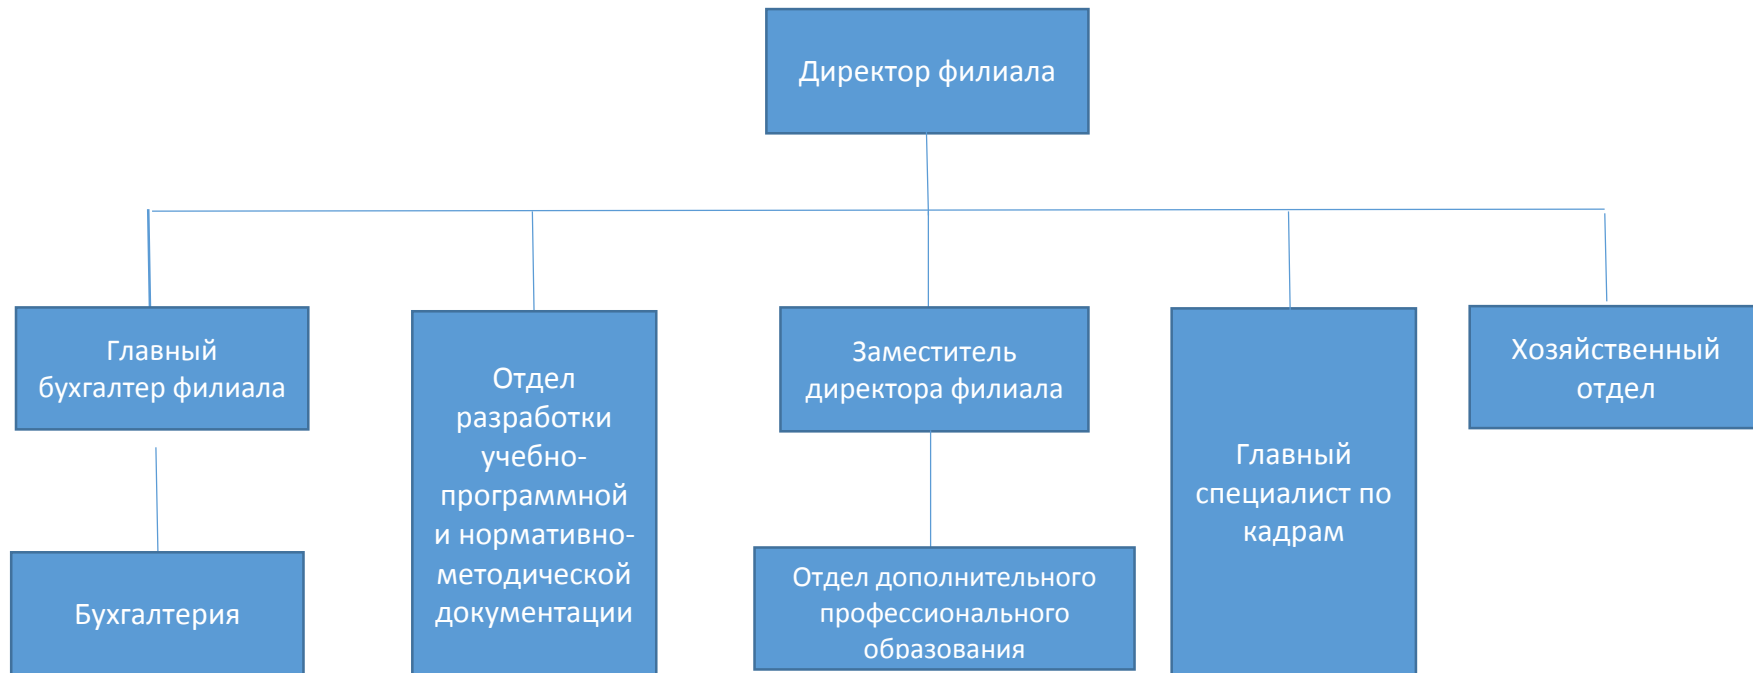 Директор филиала
Главный
бухгалтер филиала
Отдел
разработки
учебно-
программной
и нормативно-
методической
документации
Заместитель
директора филиала
Главный
специалист по
кадрам
Хозяйственный
отдел
Бухгалтерия
Отдел дополнительного
профессионального
образования